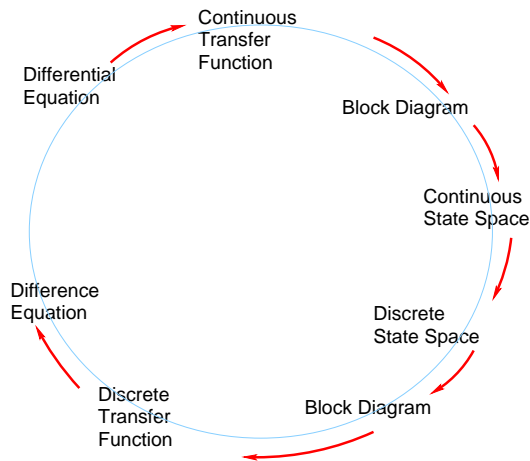 Continuous
Transfer
Function
Differential
Equation
Block Diagram
Continuous
State Space
Difference
Equation
Discrete
State Space
Discrete
Transfer
Function
Block Diagram